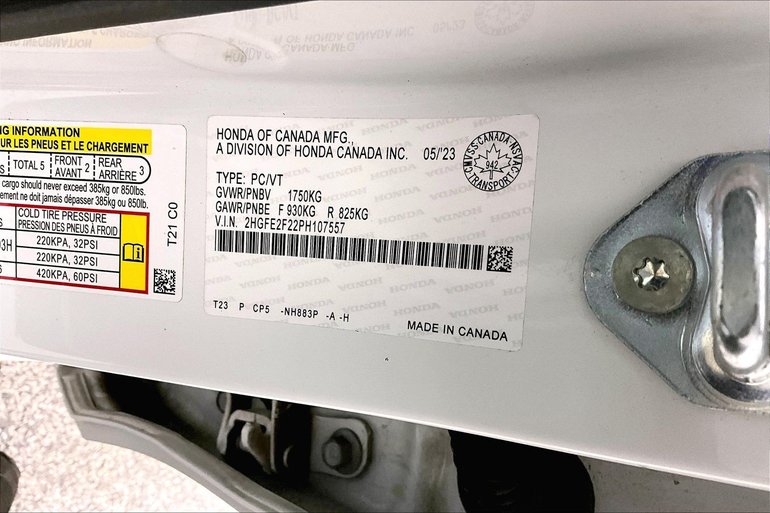 NG INFORMATION
UR LES PNEUS ET LE CHARGEMENT
TOTAL 5 FRONT AVANT 2 REAR ARRIÈRE 3
cargo should never exceed 385kg or 850lbs.
ement ne doit jamais dépasser 385kg ou 850lb.
COLD TIRE PRESSURE
PRESSION DES PNEUS À FROID
93H 220KPA, 32PSI
220KPA, 32PSI
420KPA, 60PSI
T21 C0
HONDA OF CANADA MFG.,
A DIVISION OF HONDA CANADA INC. 05/'23
CMVSS·CANADA·NSVAC
942
TRANSPORT
TYPE: PC/VT
GVWR/PNBV 1750KG
GAWR/PNBE F 930KG R 825KG
V.I.N. 2HGFE2F22PH107557
T23 P CP5 -NH883P -A -H
MADE IN CANADA